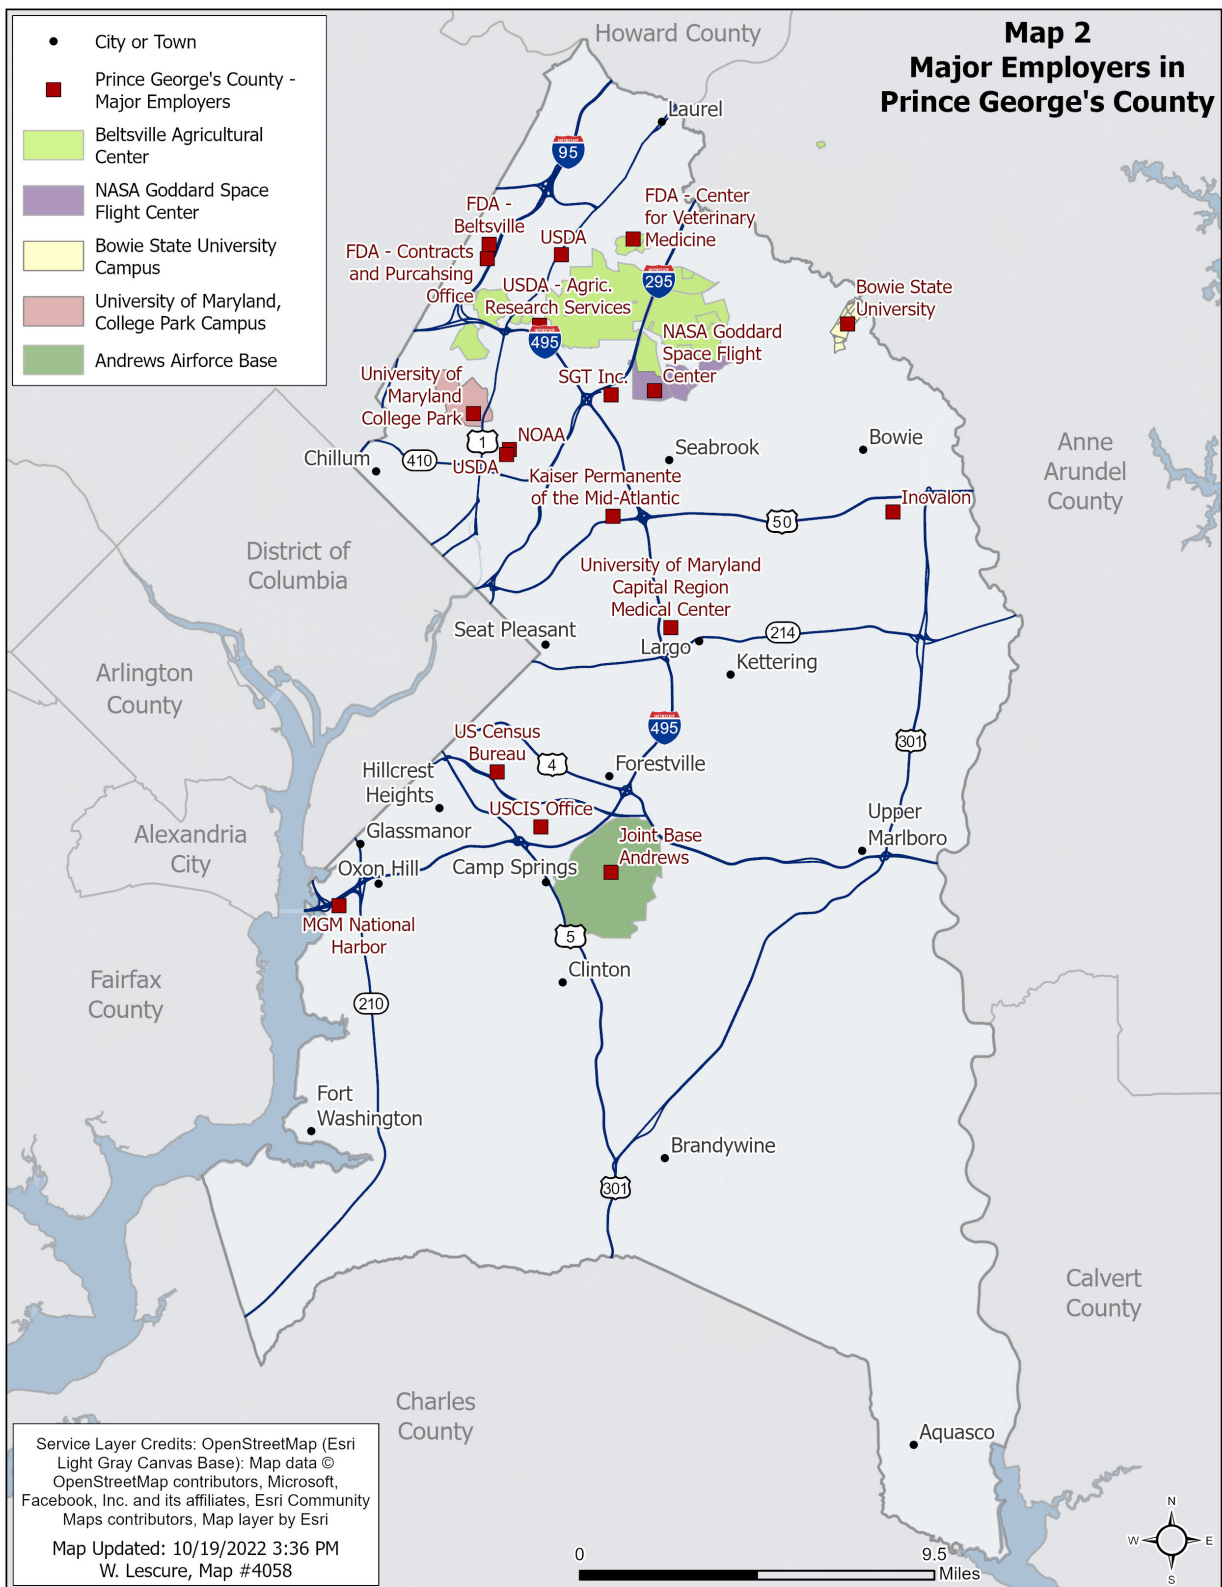 Map 2
Major Employers in
Prince George's County
City or Town
Prince George's County -
Major Employers
Beltsville Agricultural
Center
NASA Goddard Space
Flight Center
Bowie State University
Campus
University of Maryland,
College Park Campus
Andrews Airforce Base
Howard County
Laurel
95
FDA - Center
for Veterinary
Medicine
FDA -
Beltsville
USDA
FDA - Contracts
and Purcahsing
Office
295
USDA - Agric.
Research Services
Bowie State
University
495
NASA Goddard
Space Flight
Center
SGT Inc.
University of
Maryland
College Park
1
NOAA
USDA
410
Chillum
Seabrook
Bowie
Anne
Arundel
County
Kaiser Permanente
of the Mid-Atlantic
Inovalon
50
District of
Columbia
University of Maryland
Capital Region
Medical Center
Seat Pleasant
Largo
214
Kettering
Arlington
County
495
301
US Census
Bureau
4
Forestville
Hillcrest
Heights
USCIS Office
Upper
Marlboro
Alexandria
City
Glassmanor
Joint Base
Andrews
Oxon Hill
Camp Springs
MGM National
Harbor
5
Clinton
Fairfax
County
210
Fort
Washington
Brandywine
301
Calvert
County
Charles
County
Aquasco
Service Layer Credits: OpenStreetMap (Esri
Light Gray Canvas Base): Map data ©
OpenStreetMap contributors, Microsoft,
Facebook, Inc. and its affiliates, Esri Community
Maps contributors, Map layer by Esri
Map Updated: 10/19/2022 3:36 PM
W. Lescure, Map #4058
0
9.5
Miles
N
W
E
S